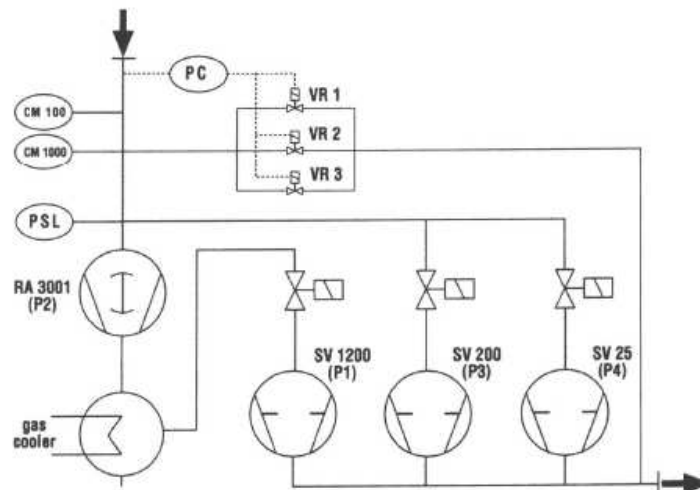 PC
VR 1
CM 100
VR 2
CM 1000
VR 3
PSL
RA 3001
(P2)
SV 1200
(P1)
SV 200
(P3)
SV 25
(P4)
gas
cooler